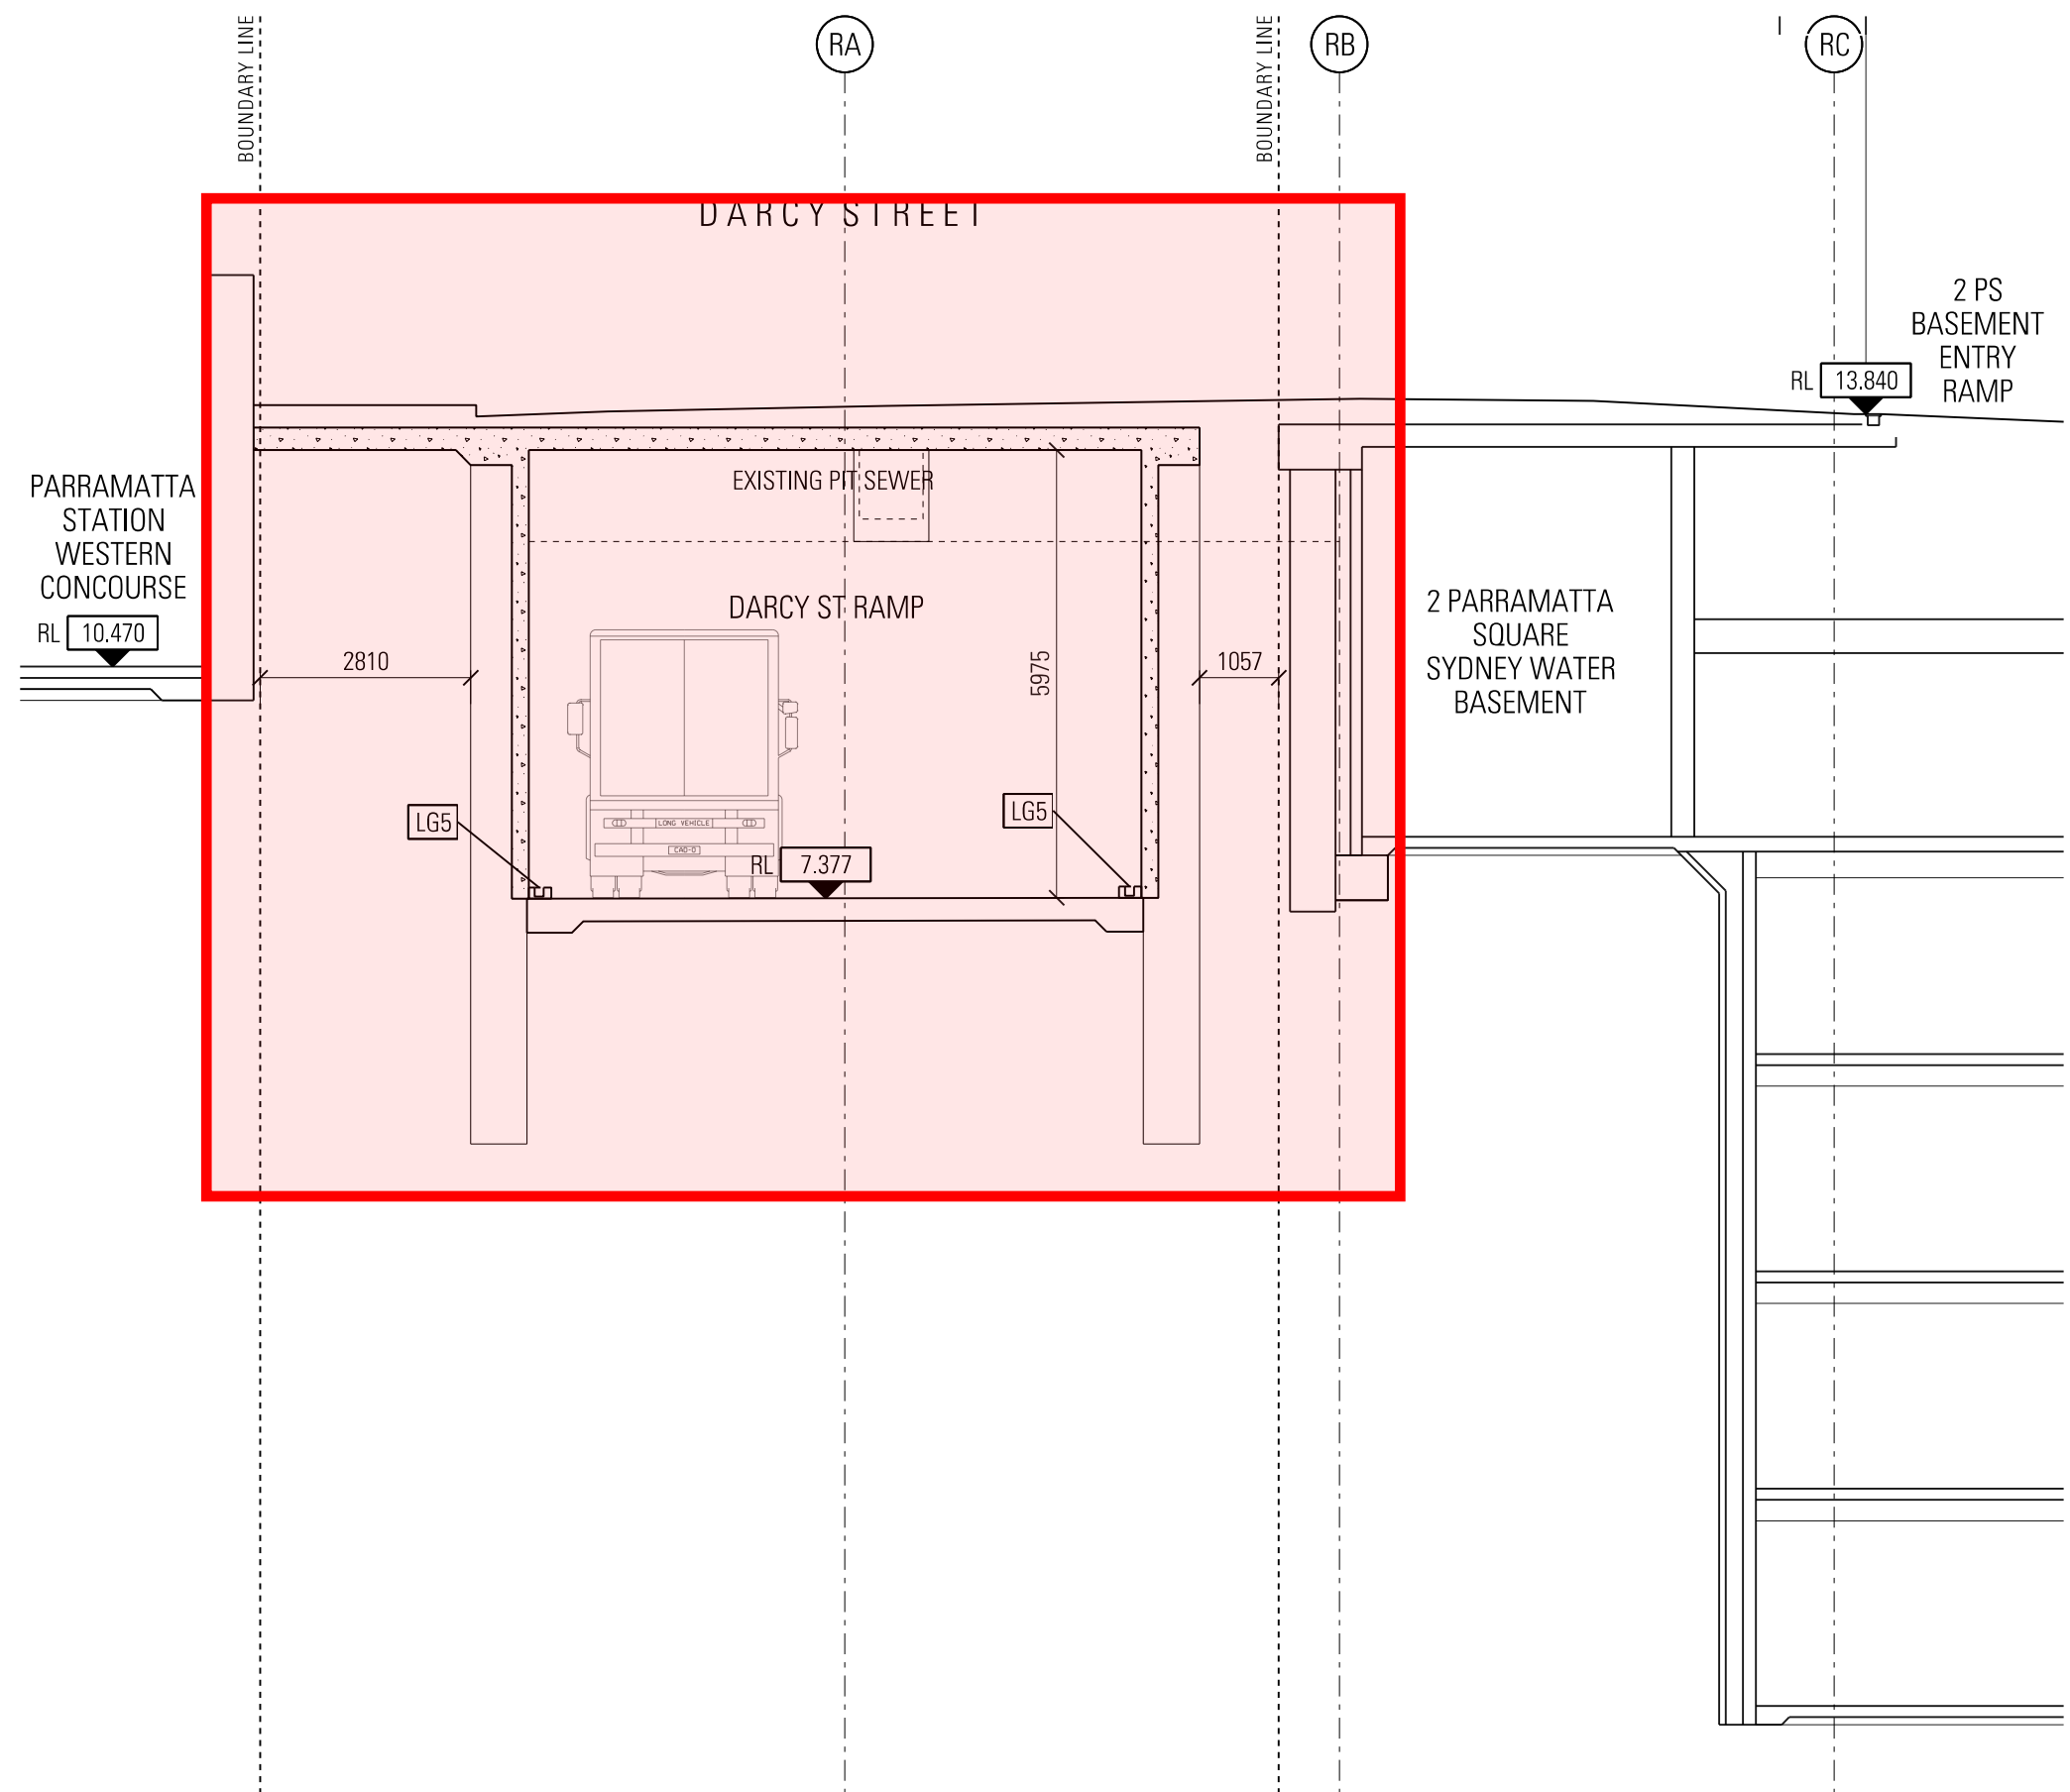 BOUNDARY LINE
RA
BOUNDARY LINE
RB
RC
DARCY STREET
2 PS
BASEMENT
ENTRY
RAMP
RL 13.840
PARRAMATTA
STATION
WESTERN
CONCOURSE
RL 10.470
EXISTING PIT SEWER
DARCY ST RAMP
2810
5975
1057
2 PARRAMATTA
SQUARE
SYDNEY WATER
BASEMENT
LG5
LG5
LONG VEHICLE
CAD-O
RL 7.377